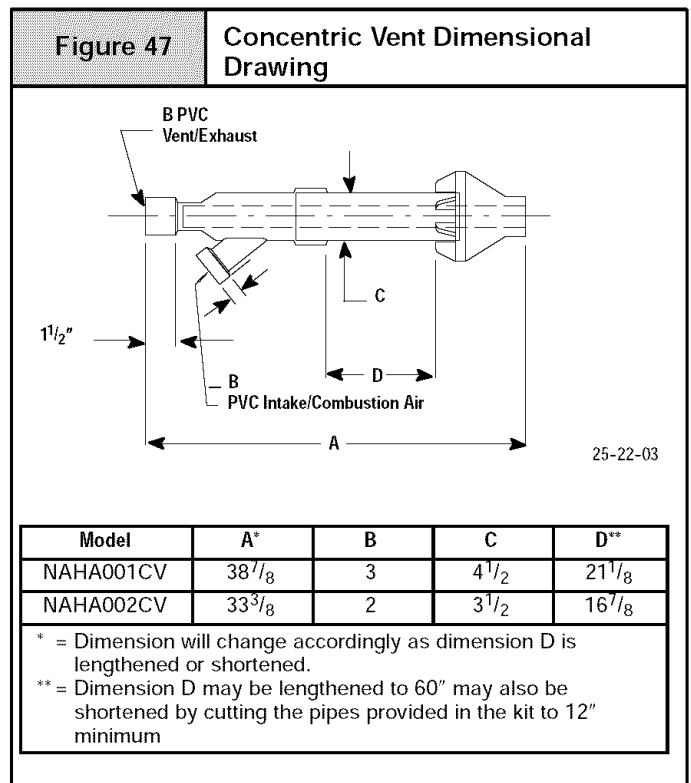 Figure 47
Concentric Vent Dimensional
Drawing
B PVC
Vent/Exhaust
C
1 1/2"
D
B
PVC Intake/Combustion Air
A
25-22-03
Model A* B C D**
NAHA001CV 38 7/8 3 4 1/2 21 1/8
NAHA002CV 33 3/8 2 3 1/2 16 7/8
* = Dimension will change accordingly as dimension D is
lengthened or shortened.
** = Dimension D may be lengthened to 60" may also be
shortened by cutting the pipes provided in the kit to 12"
minimum